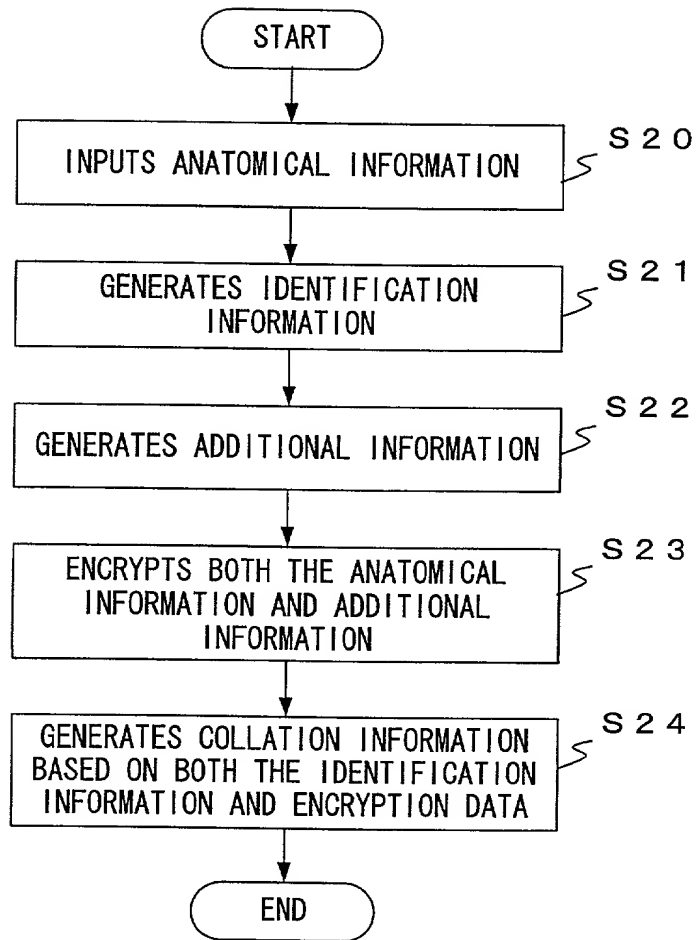 START
INPUTS ANATOMICAL INFORMATION
S20
GENERATES IDENTIFICATION
INFORMATION
S21
GENERATES ADDITIONAL INFORMATION
S22
ENCRYPTS BOTH THE ANATOMICAL
INFORMATION AND ADDITIONAL
INFORMATION
S23
GENERATES COLLATION INFORMATION
BASED ON BOTH THE IDENTIFICATION
INFORMATION AND ENCRYPTION DATA
S24
END